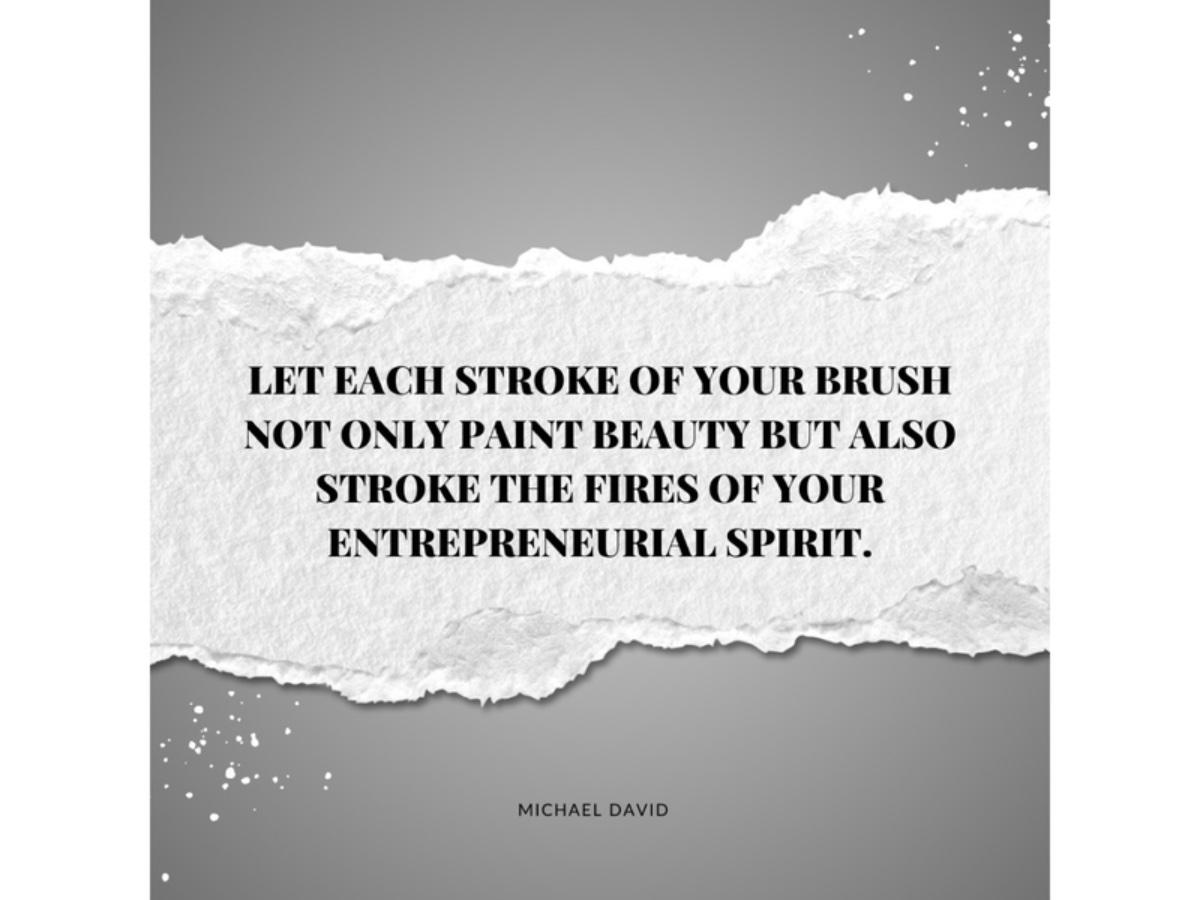 LET EACH STROKE OF YOUR BRUSH
NOT ONLY PAINT BEAUTY BUT ALSO
STROKE THE FIRES OF YOUR
ENTREPRENEURIAL SPIRIT.
MICHAEL DAVID